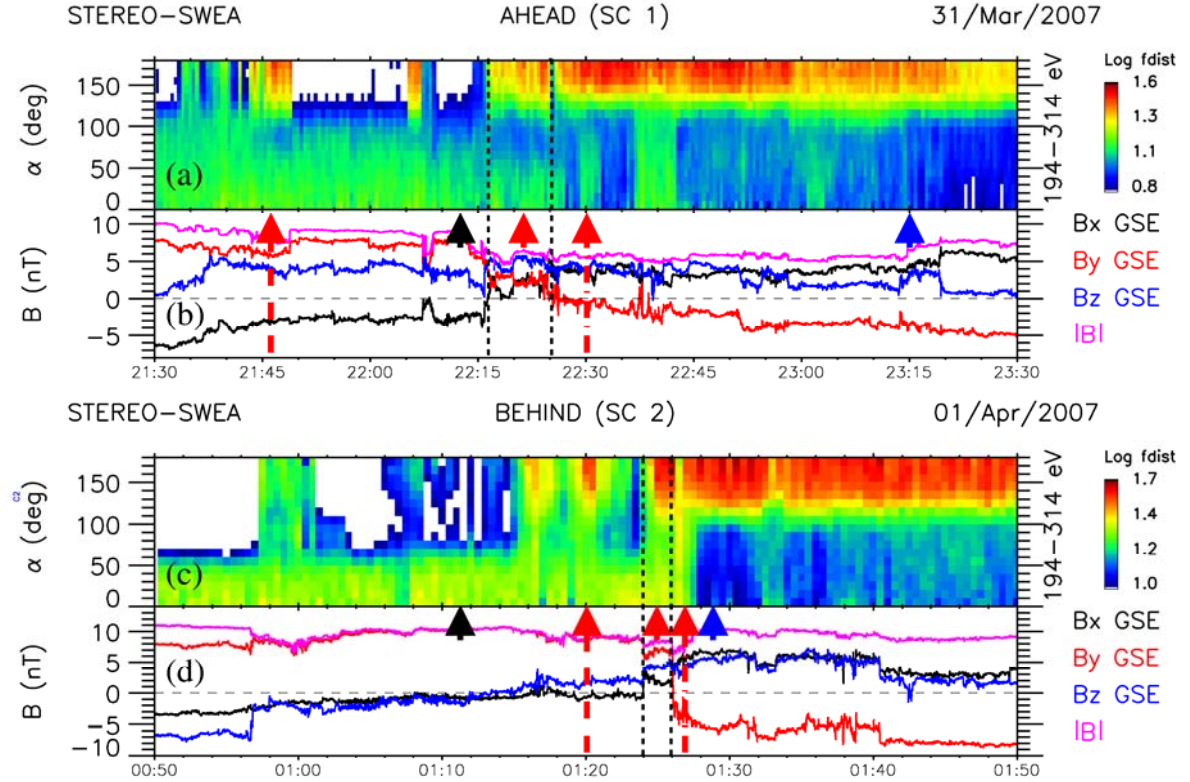 STEREO-SWEA AHEAD (SC 1) 31/Mar/2007
Log fdist
150
100
50
0
α (deg)
(a)
194-314 eV
1.6
1.3
1.1
0.8
10
5
0
-5
B (nT)
(b)
Bx GSE
By GSE
Bz GSE
|B|
21:30 21:45 22:00 22:15 22:30 22:45 23:00 23:15 23:30
STEREO-SWEA BEHIND (SC 2) 01/Apr/2007
Log fdist
150
100
50
0
α (deg C2)
(c)
194-314 eV
1.7
1.4
1.2
1.0
10
5
0
-5
-10
B (nT)
(d)
Bx GSE
By GSE
Bz GSE
|B|
00:50 01:00 01:10 01:20 01:30 01:40 01:50